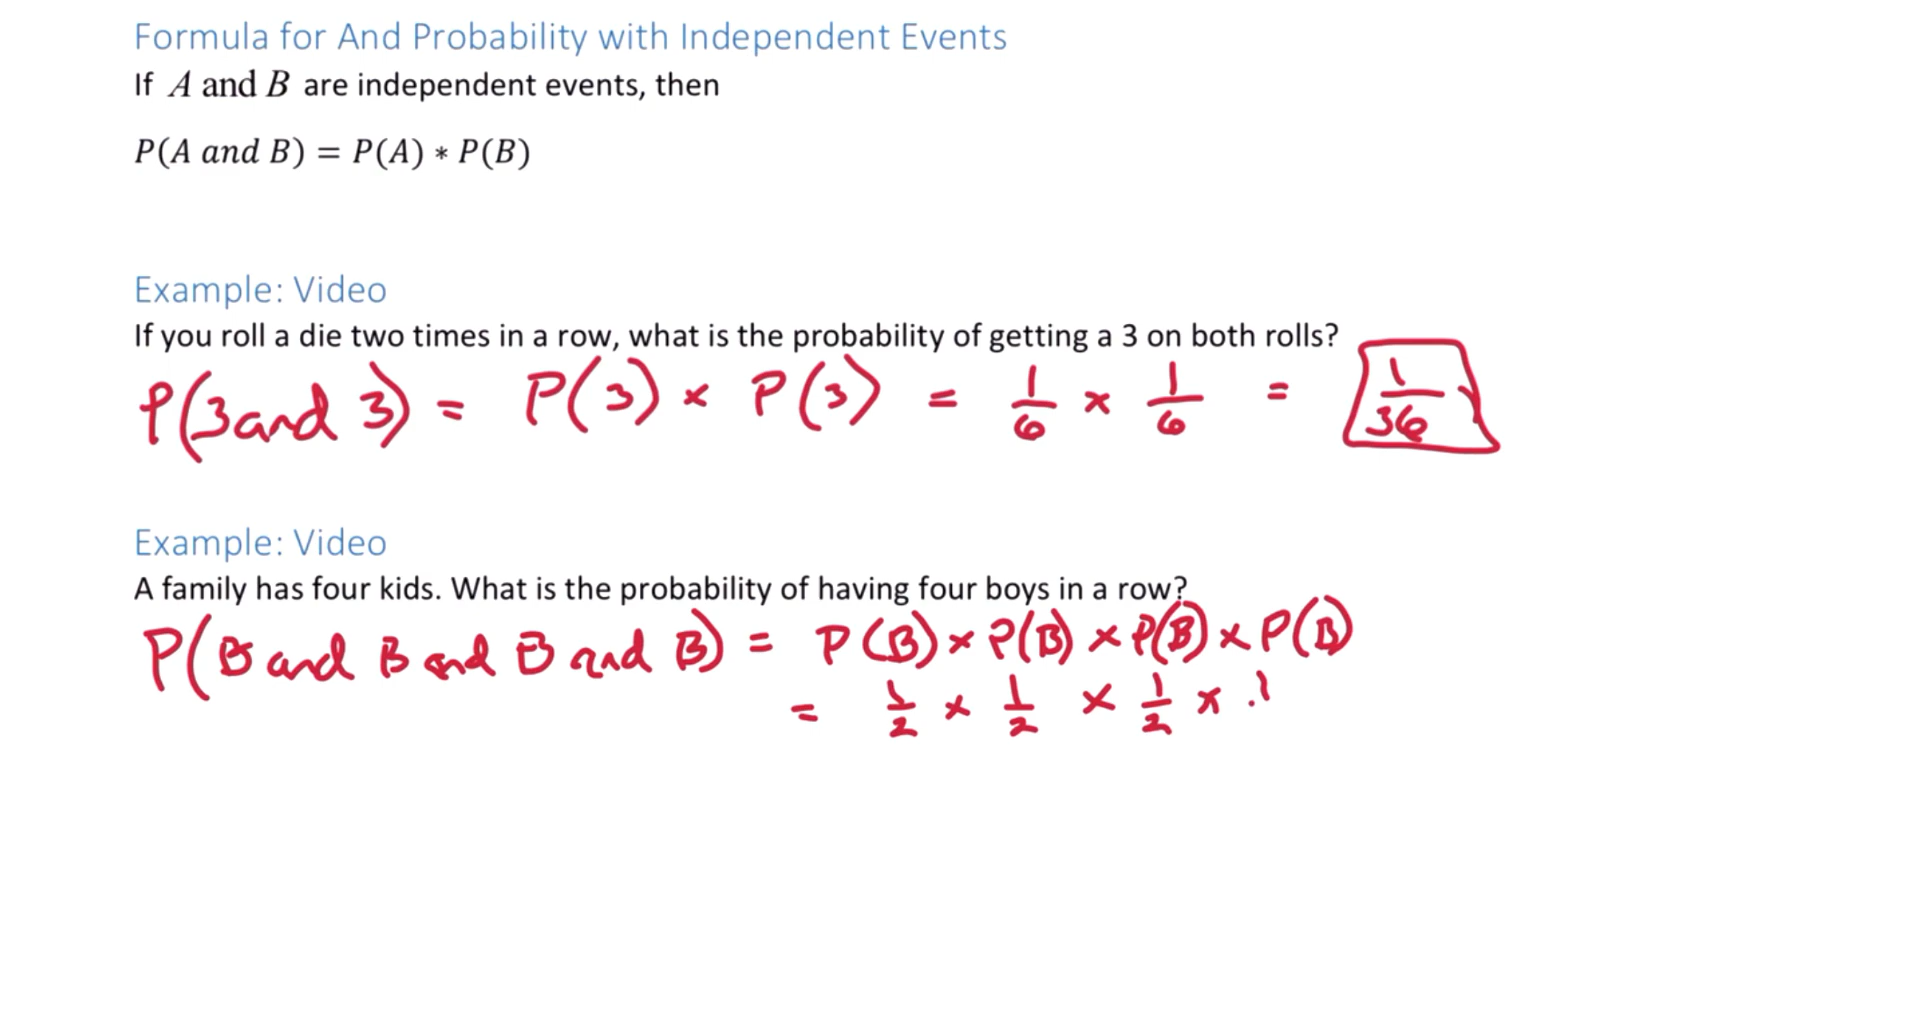 Formula for And Probability with Independent Events
If A and B are independent events, then
P(A and B) = P(A) * P(B)
Example: Video
If you roll a die two times in a row, what is the probability of getting a 3 on both rolls?
P(3 and 3) = P(3) × P(3) = 1/6 × 1/6 = 1/36
Example: Video
A family has four kids. What is the probability of having four boys in a row?
P(B and B and B and B) = P(B) × P(B) × P(B) × P(B)
= 1/2 × 1/2 × 1/2 ×